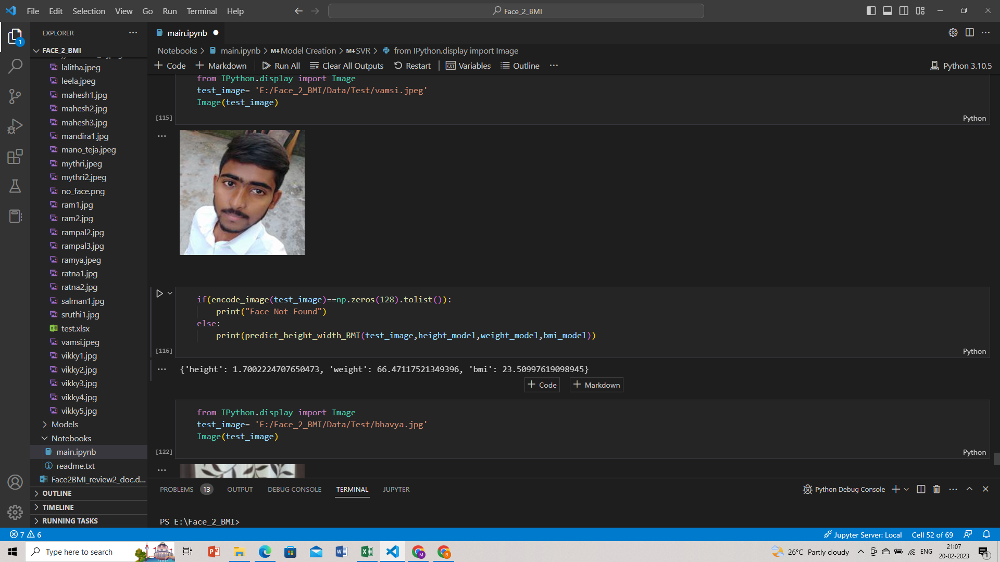 File Edit Selection View Go Run Terminal Help
Face_2_BMI
EXPLORER
FACE_2_BMI
lalitha.jpeg
leela.jpeg
mahesh1.jpg
mahesh2.jpg
mahesh3.jpg
mandira1.jpg
mano_teja.jpeg
mythri.jpeg
mythri2.jpeg
no_face.png
ram1.jpg
ram2.jpg
rampal2.jpg
rampal3.jpg
ramya.jpeg
ratna1.jpg
ratna2.jpg
salman1.jpg
sruthi1.jpg
test.xlsx
vamsi.jpeg
vikky1.jpg
vikky2.jpg
vikky3.jpg
vikky4.jpg
vikky5.jpg
Models
Notebooks
main.ipynb
readme.txt
Face2BMI_review2_doc.d...
OUTLINE
TIMELINE
RUNNING TASKS
1
main.ipynb
Notebooks > main.ipynb > M↓Model Creation > M↓SVR > from IPython.display import Image
+ Code + Markdown Run All Clear All Outputs Restart Variables Outline ... Python 3.10.5
from IPython.display import Image
test_image= 'E:/Face_2_BMI/Data/Test/vamsi.jpeg'
Image(test_image)
[115] Python
if(encode_image(test_image)==np.zeros(128).tolist()):
print("Face Not Found")
else:
print(predict_height_width_BMI(test_image,height_model,weight_model,bmi_model))
[116] Python
{'height': 1.7002224707650473, 'weight': 66.47117521349396, 'bmi': 23.50997619098945}
+ Code + Markdown
from IPython.display import Image
test_image= 'E:/Face_2_BMI/Data/Test/bhavya.jpg'
Image(test_image)
[122] Python
PROBLEMS 13 OUTPUT DEBUG CONSOLE TERMINAL JUPYTER Python Debug Console
PS E:\Face_2_BMI>
7 6 Jupyter Server: Local Cell 52 of 69
Type here to search
26°C Partly cloudy ENG 21:07
20-02-2023
1